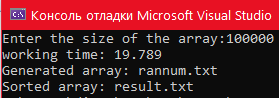 Консоль отладки Microsoft Visual Studio
Enter the size of the array:100000
working time: 19.789
Generated array: rannum.txt
Sorted array: result.txt